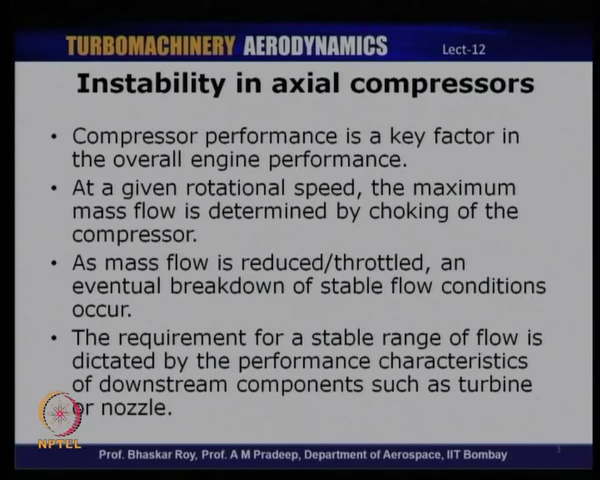 TURBOMACHINERY AERODYNAMICS Lect-12
Instability in axial compressors
• Compressor performance is a key factor in
the overall engine performance.
• At a given rotational speed, the maximum
mass flow is determined by choking of the
compressor.
• As mass flow is reduced/throttled, an
eventual breakdown of stable flow conditions
occur.
• The requirement for a stable range of flow is
dictated by the performance characteristics
of downstream components such as turbine
or nozzle.
NPTEL
Prof. Bhaskar Roy, Prof. A M Pradeep, Department of Aerospace, IIT Bombay
3